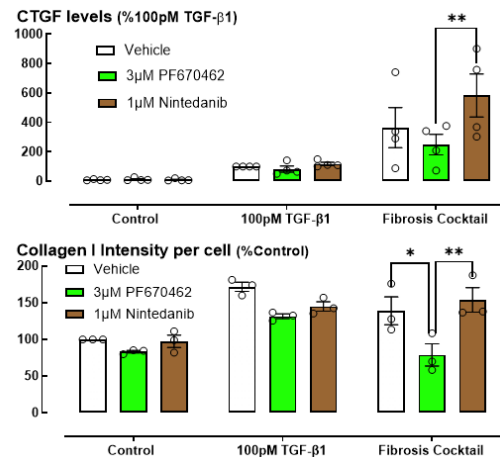 CTGF levels (%100pM TGF-β1)
Vehicle
3µM PF670462
1µM Nintedanib
**
1000
800
600
400
200
0
Control
100pM TGF-β1
Fibrosis Cocktail
Collagen I Intensity per cell (%Control)
Vehicle
3µM PF670462
1µM Nintedanib
*
**
200
150
100
50
0
Control
100pM TGF-β1
Fibrosis Cocktail